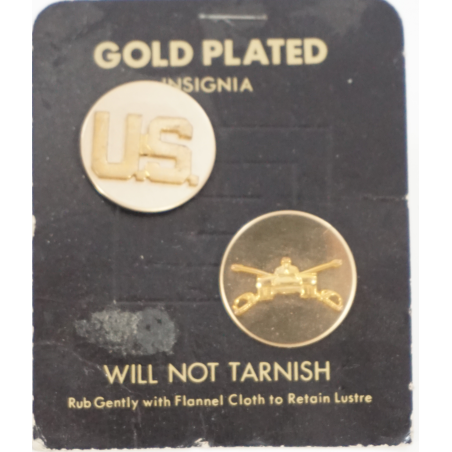 GOLD PLATED
INSIGNIA
U.S.
WILL NOT TARNISH
Rub Gently with Flannel Cloth to Retain Lustre